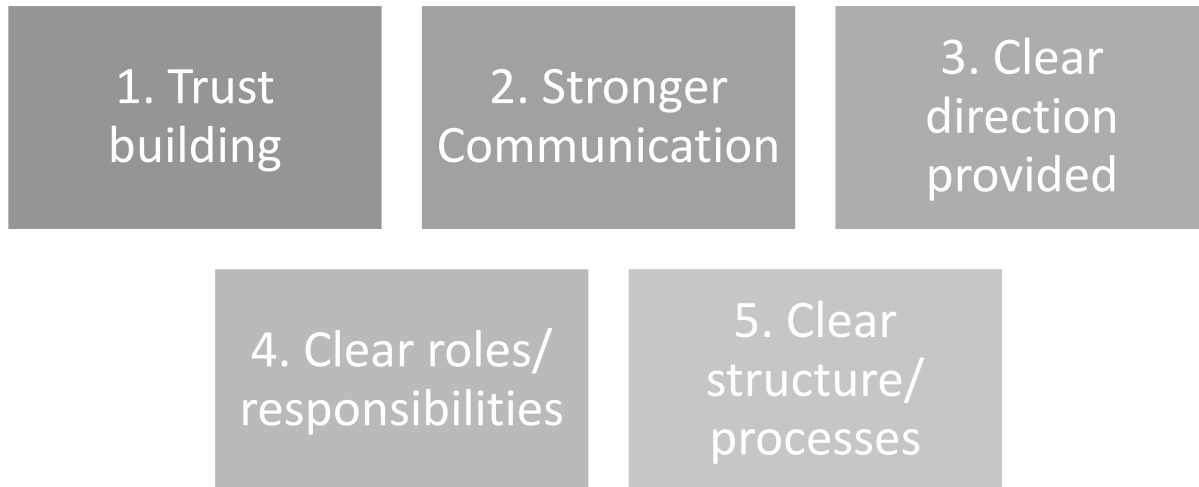 1. Trust
building
2. Stronger
Communication
3. Clear
direction
provided
4. Clear roles/
responsibilities
5. Clear
structure/
processes